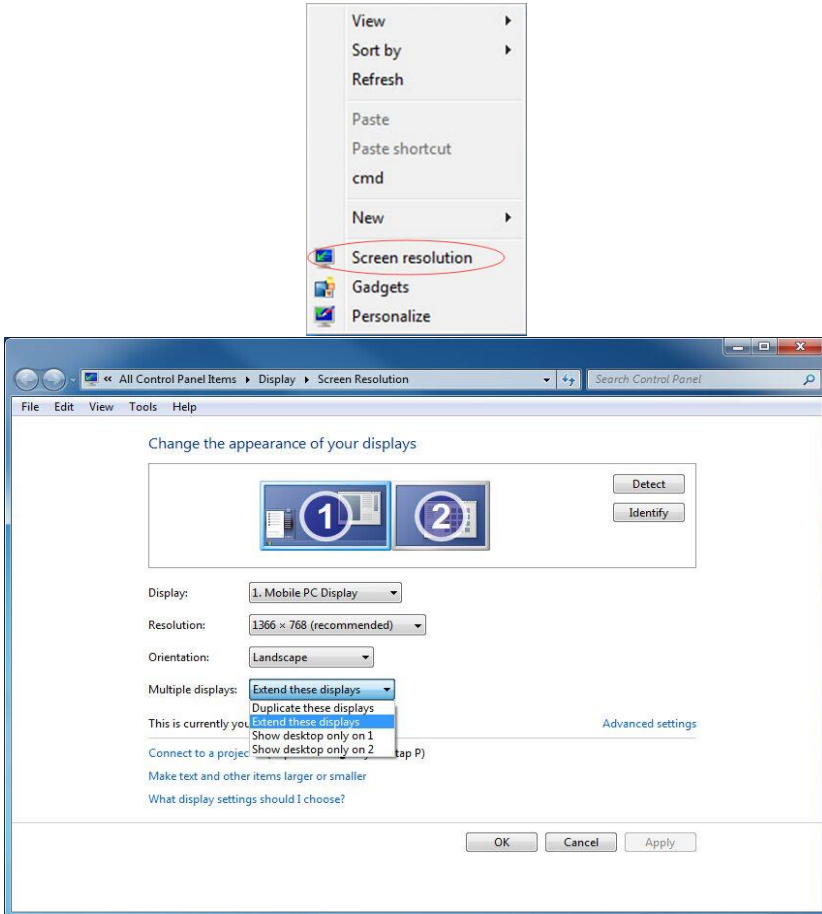 View
Sort by
Refresh
Paste
Paste shortcut
cmd
New
Screen resolution
Gadgets
Personalize
« All Control Panel Items Display Screen Resolution Search Control Panel
File Edit View Tools Help
Change the appearance of your displays
1 2
Detect
Identify
Display: 1. Mobile PC Display
Resolution: 1366 × 768 (recommended)
Orientation: Landscape
Multiple displays: Extend these displays
Duplicate these displays
This is currently Extend these displays Advanced settings
Show desktop only on 1
Connect to a Show desktop only on 2 tap P)
Make text and other items larger or smaller
What display settings should I choose?
OK Cancel Apply